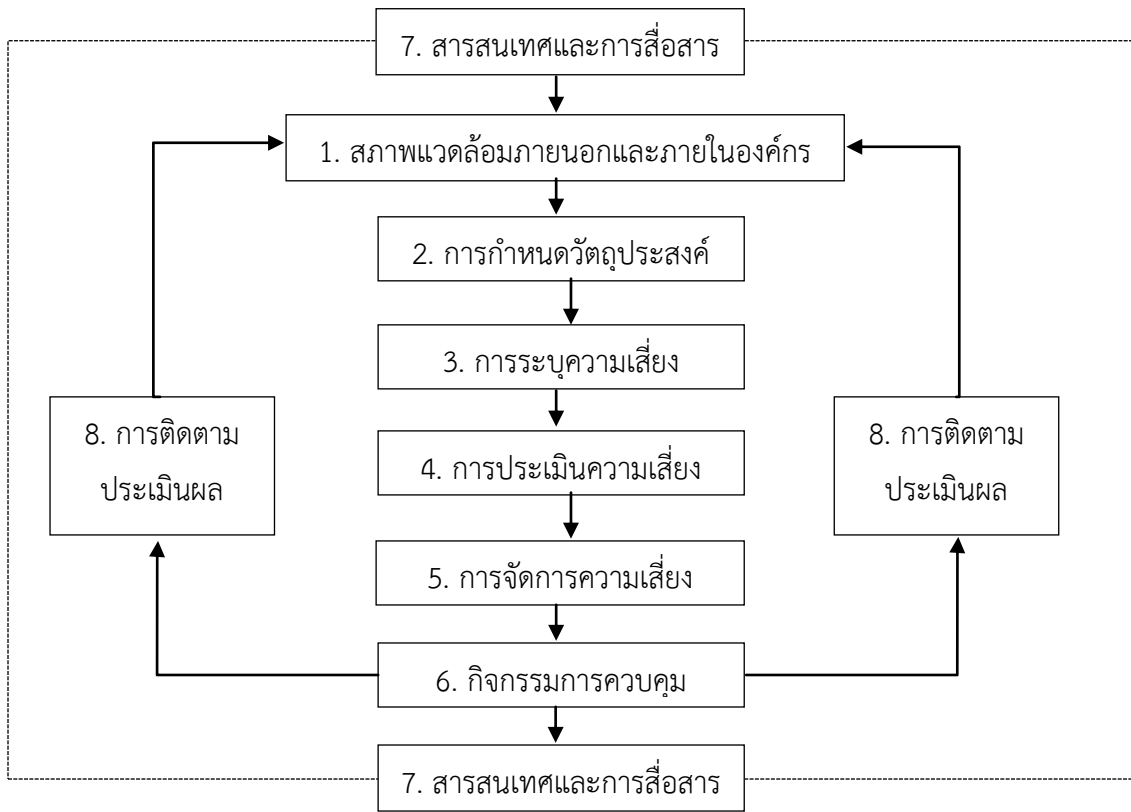 7. สารสนเทศและการสื่อสาร
1. สภาพแวดล้อมภายนอกและภายในองค์กร
2. การกำหนดวัตถุประสงค์
3. การระบุความเสี่ยง
8. การติดตาม
ประเมินผล
4. การประเมินความเสี่ยง
8. การติดตาม
ประเมินผล
5. การจัดการความเสี่ยง
6. กิจกรรมการควบคุม
7. สารสนเทศและการสื่อสาร